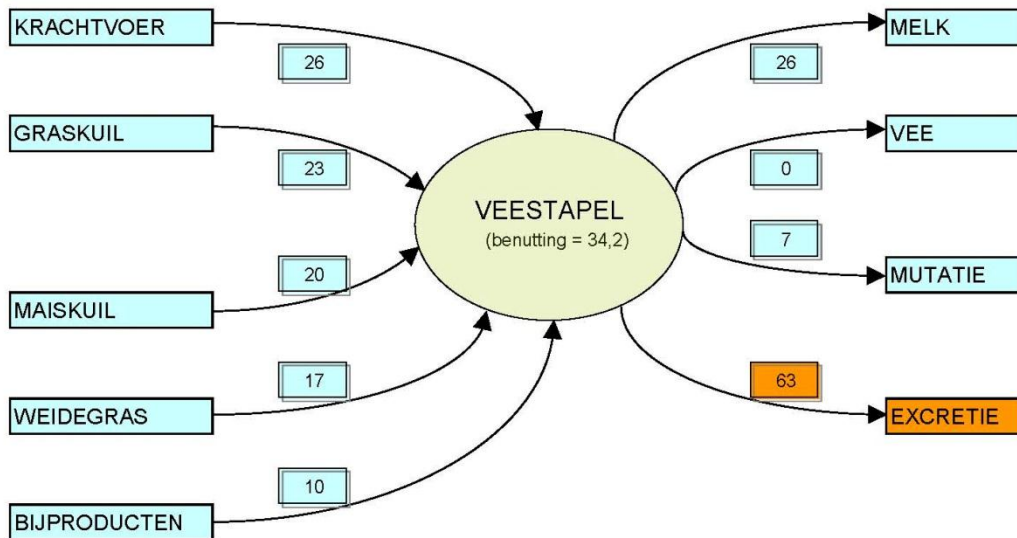 KRACHTVOER
26
GRASKUIL
23
MAISKUIL
20
WEIDEGRAS
17
BIJPRODUCTEN
10
VEESTAPEL
(benutting = 34,2)
MELK
26
VEE
0
MUTATIE
7
EXCRETIE
63